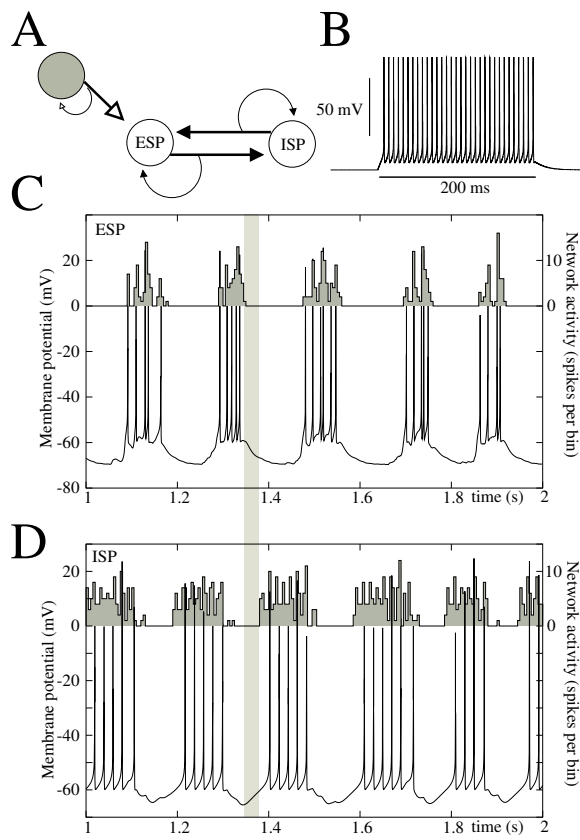 A
B
ESP
ISP
50 mV
200 ms
C
ESP
20
0
-20
-40
-60
-80
Membrane potential (mV)
10
0
Network activity (spikes per bin)
1
1.2
1.4
1.6
1.8
time (s)
2
D
ISP
20
0
-20
-40
-60
Membrane potential (mV)
10
0
Network activity (spikes per bin)
1
1.2
1.4
1.6
1.8
time (s)
2